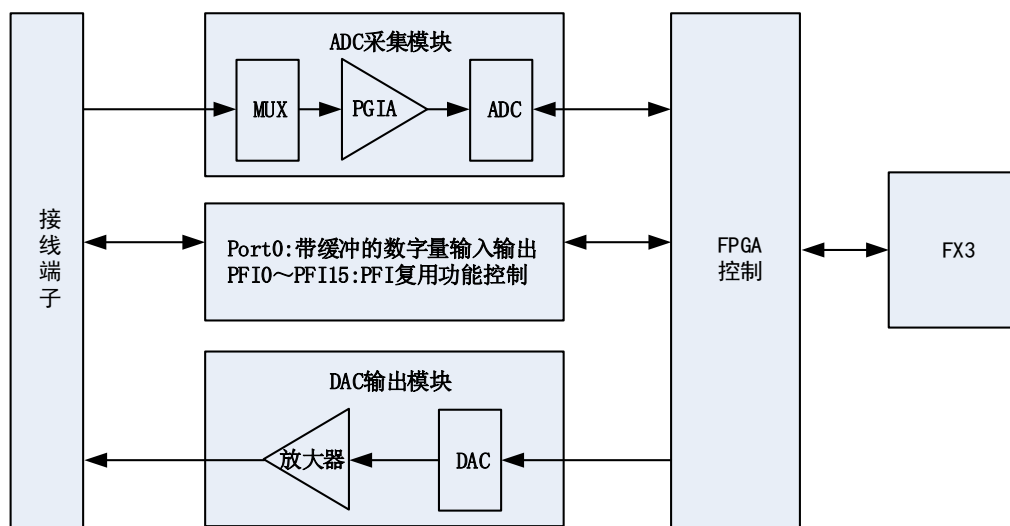 ADC采集模块
MUX
PGIA
ADC
接
线
端
子
Port0:带缓冲的数字量输入输出
PFI0～PFI15:PFI复用功能控制
FPGA
控制
FX3
DAC输出模块
放大器
DAC